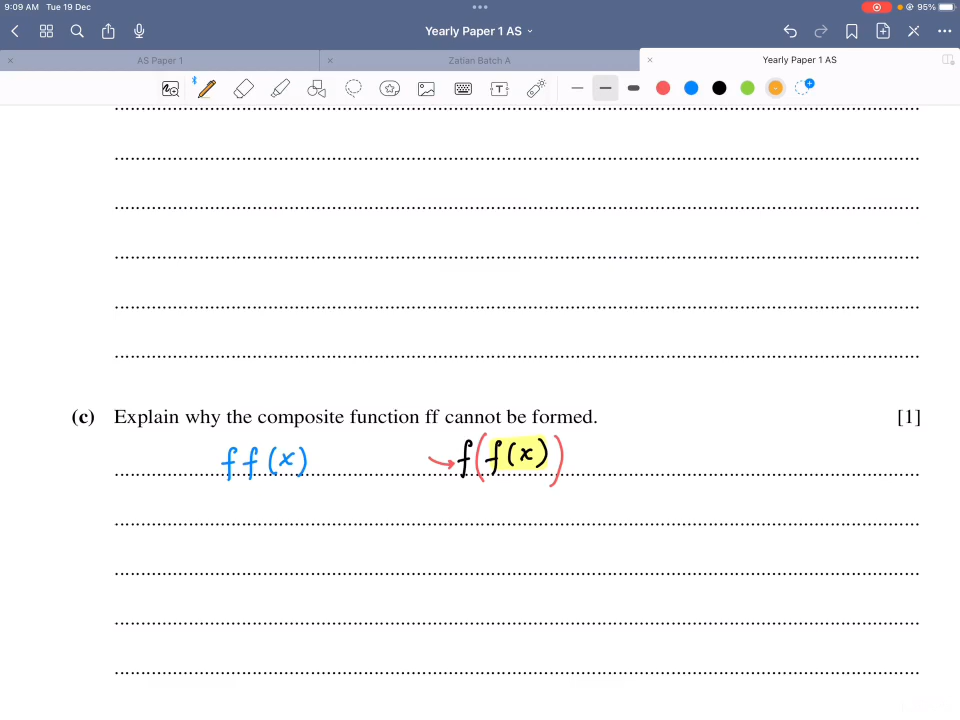 9:09 AM Tue 19 Dec
95%
Yearly Paper 1 AS
AS Paper 1
Zatian Batch A
Yearly Paper 1 AS
T
(c) Explain why the composite function ff cannot be formed. [1]
f f (x) f (f (x))